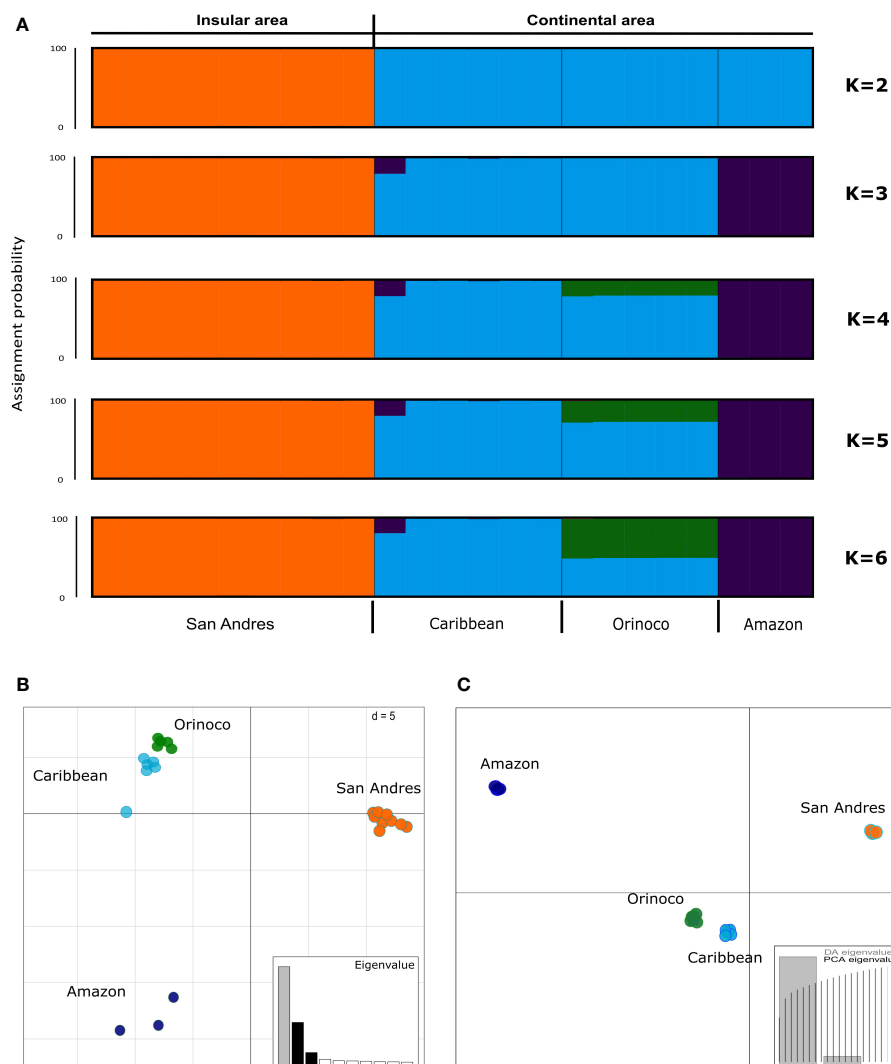 A
Insular area
Continental area
100
0
K=2
100
0
K=3
Assignment probability
100
0
K=4
100
0
K=5
100
0
K=6
San Andres
Caribbean
Orinoco
Amazon
B
d = 5
Orinoco
Caribbean
San Andres
Amazon
Eigenvalue
C
Amazon
San Andres
Orinoco
Caribbean
DA eigenvalue
PCA eigenvalu